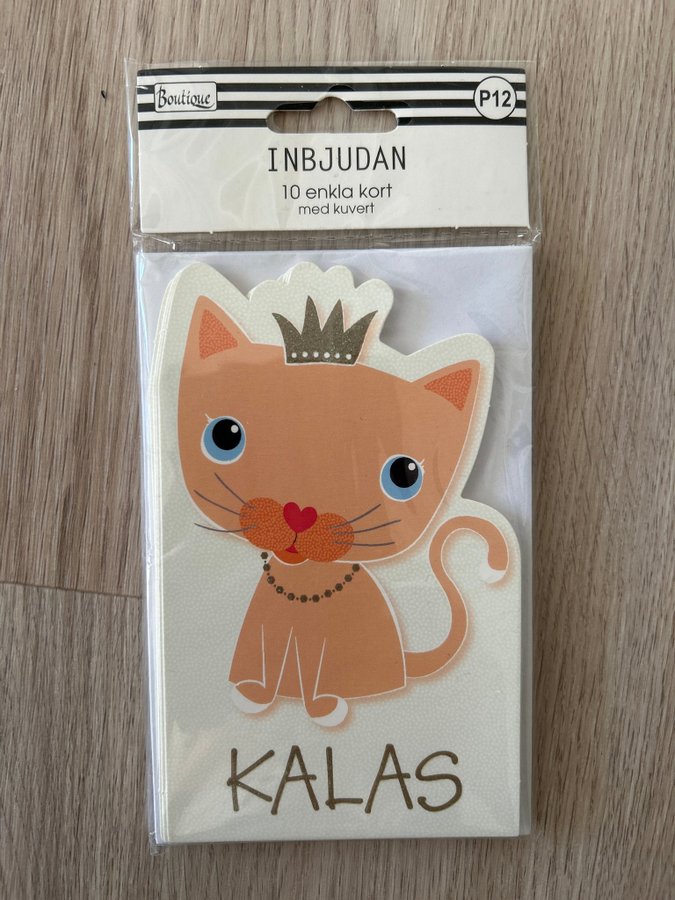 Boutique
P12
INBJUDAN
10 enkla kort
med kuvert
KALAS